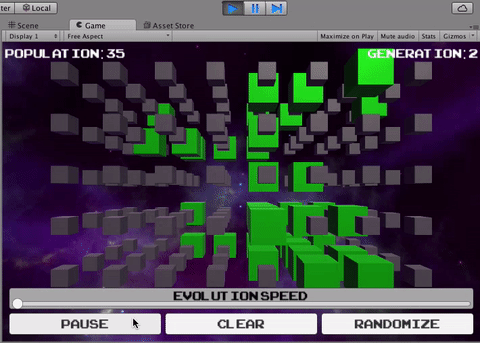 ter Local
Scene Game Asset Store
Display 1 Free Aspect Maximize on Play Mute audio Stats Gizmos
POPULATION:35 GENERATION:2
EVOLUTION SPEED
PAUSE CLEAR RANDOMIZE